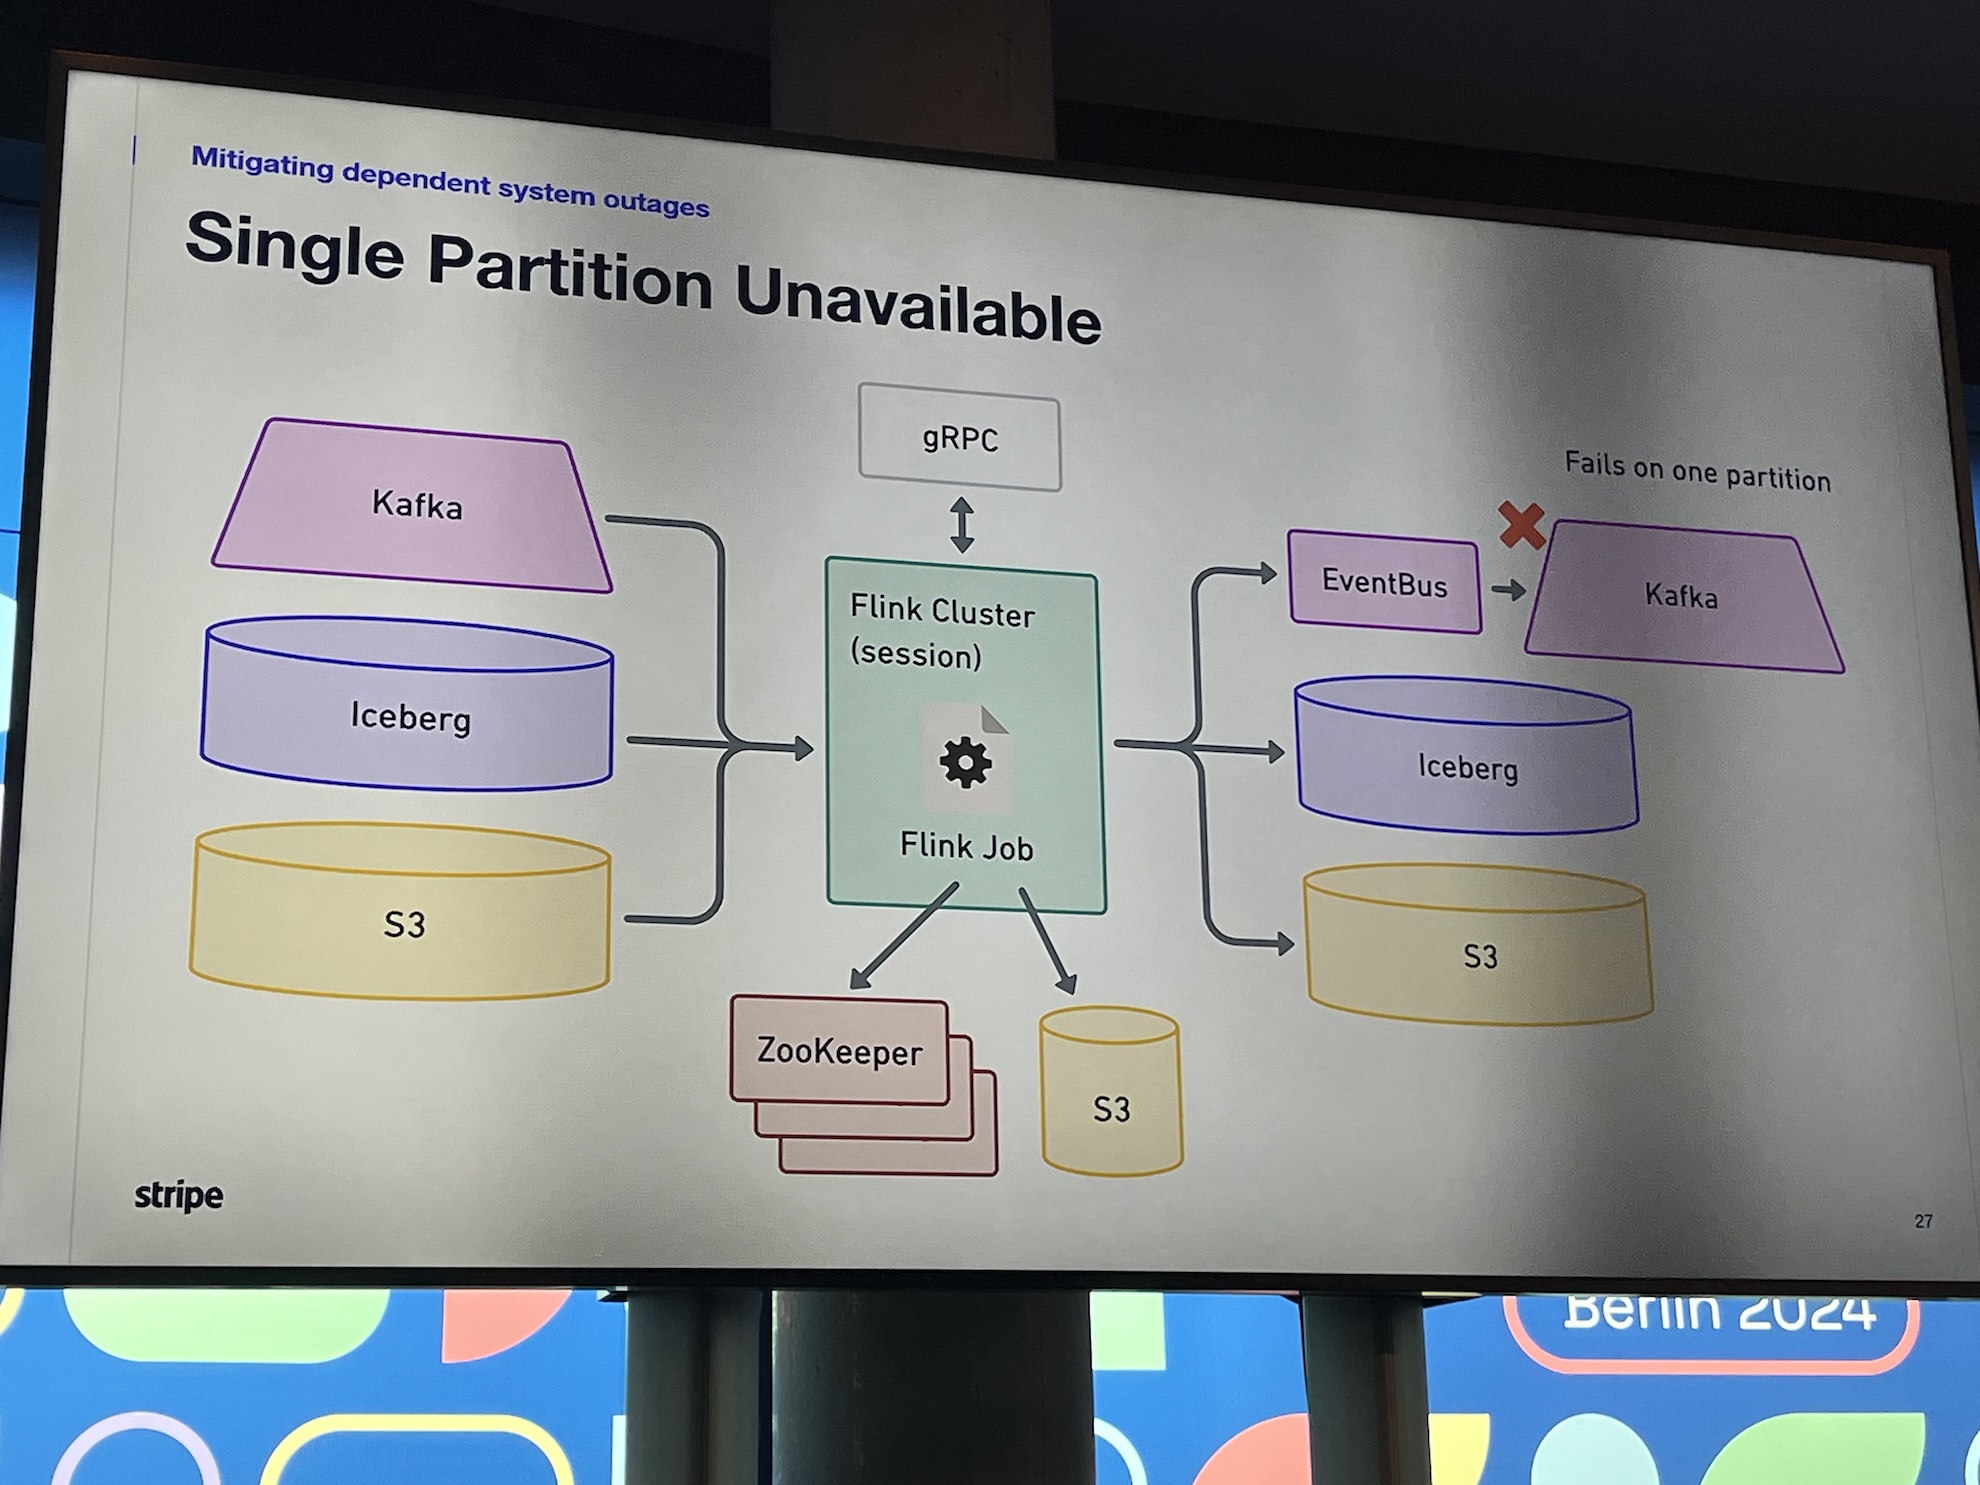 Mitigating dependent system outages
Single Partition Unavailable
gRPC
Fails on one partition
Kafka
Iceberg
S3
Flink Cluster
(session)
Flink Job
ZooKeeper
S3
EventBus
Kafka
Iceberg
S3
stripe
27
Berlin 2024